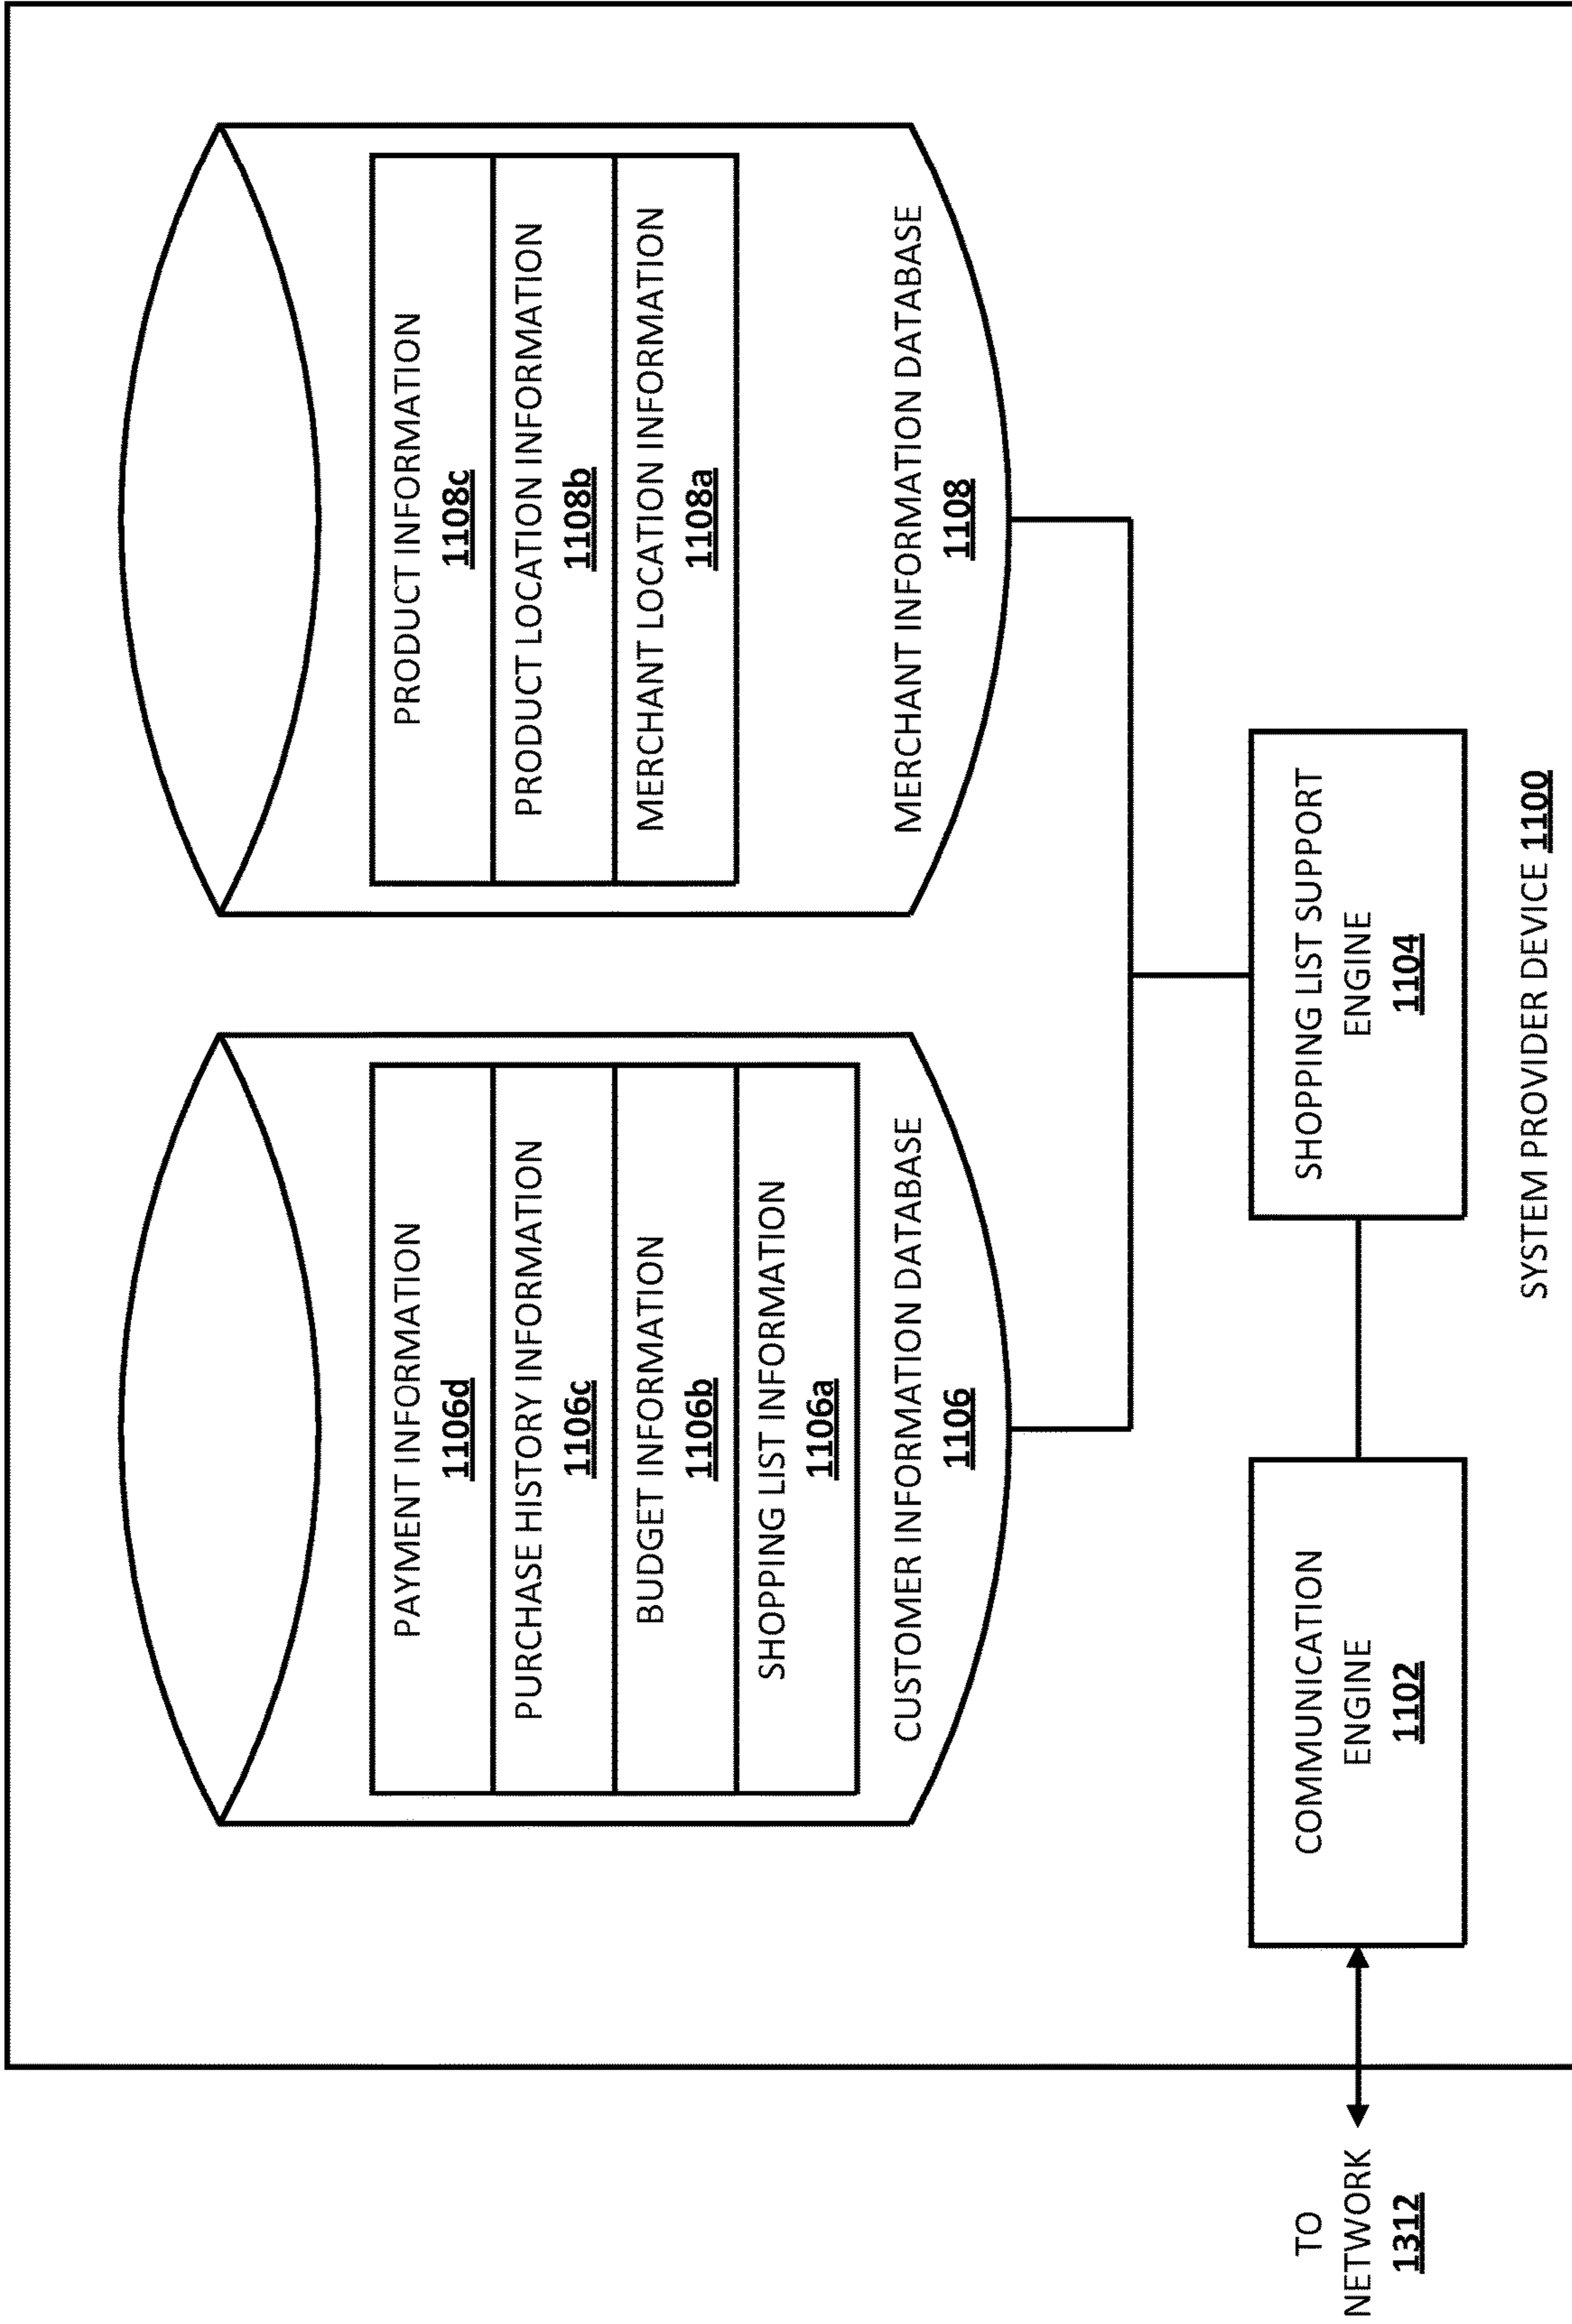 PAYMENT INFORMATION
1106d
PURCHASE HISTORY INFORMATION
1106c
BUDGET INFORMATION
1106b
SHOPPING LIST INFORMATION
1106a
CUSTOMER INFORMATION DATABASE
1106
PRODUCT INFORMATION
1108c
PRODUCT LOCATION INFORMATION
1108b
MERCHANT LOCATION INFORMATION
1108a
MERCHANT INFORMATION DATABASE
1108
TO
NETWORK
1312
COMMUNICATION
ENGINE
1102
SHOPPING LIST SUPPORT
ENGINE
1104
SYSTEM PROVIDER DEVICE 1100